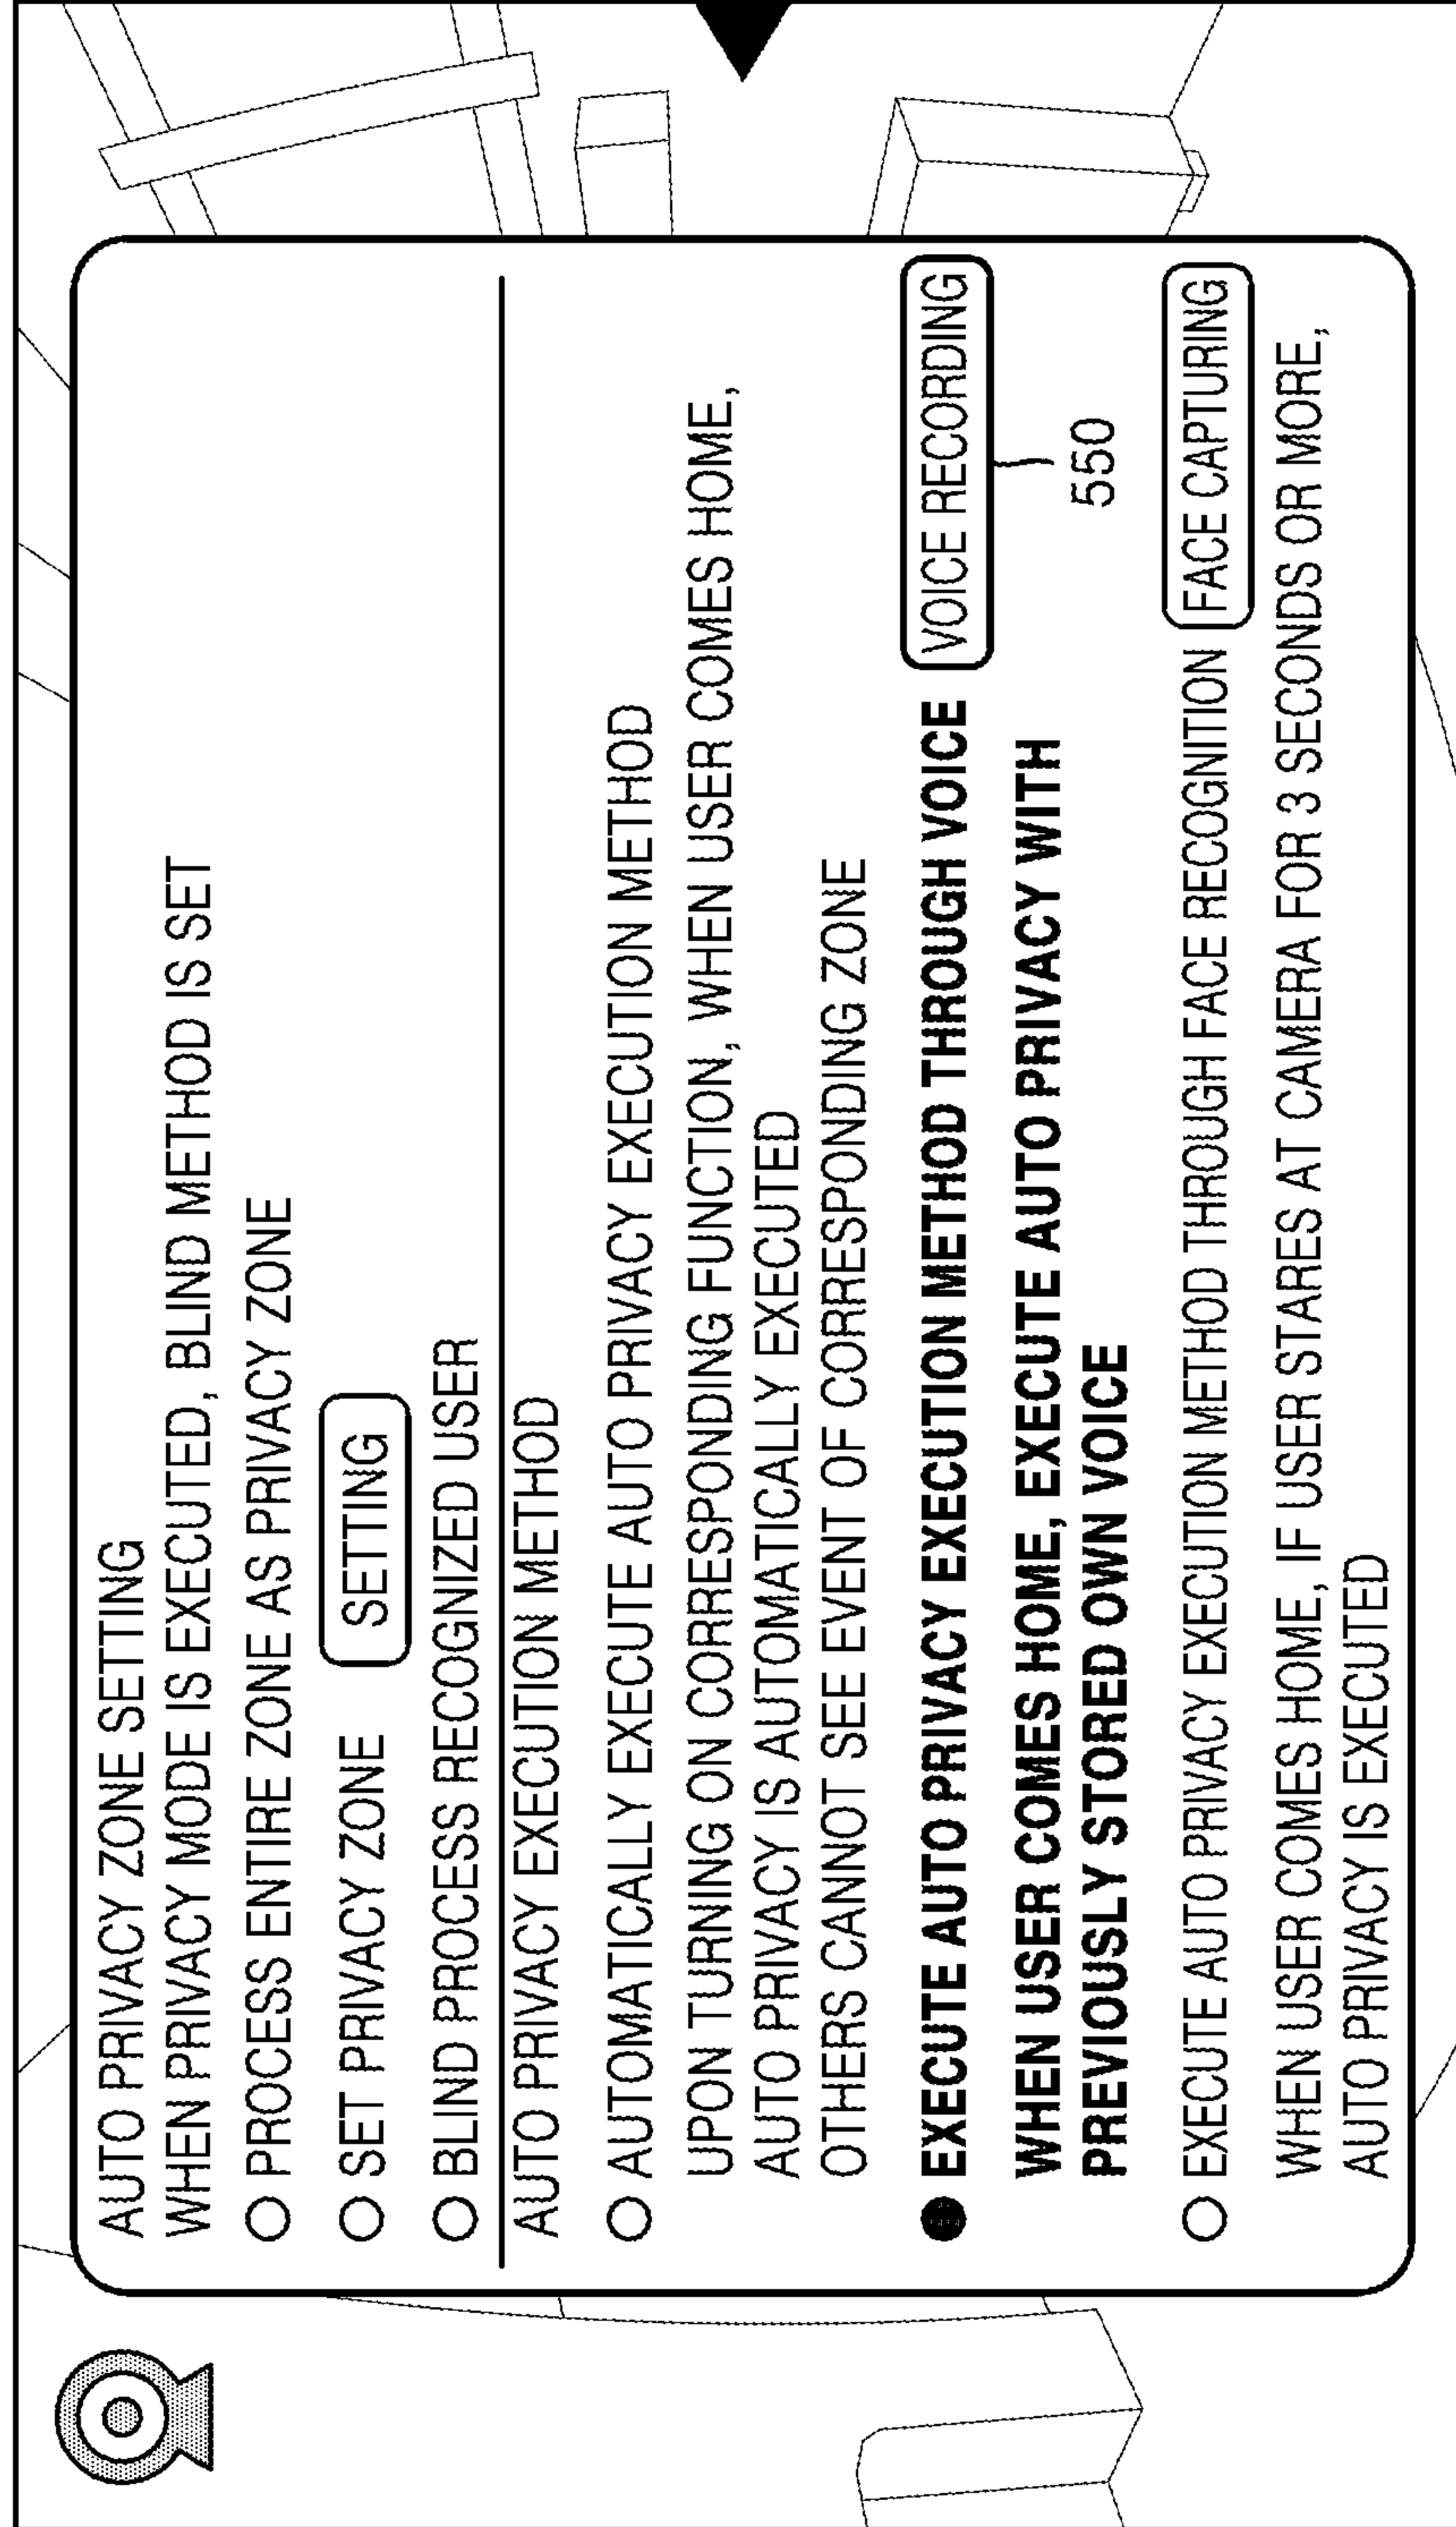 AUTO PRIVACY ZONE SETTING
WHEN PRIVACY MODE IS EXECUTED, BLIND METHOD IS SET
PROCESS ENTIRE ZONE AS PRIVACY ZONE
SET PRIVACY ZONE SETTING
BLIND PROCESS RECOGNIZED USER
AUTO PRIVACY EXECUTION METHOD
AUTOMATICALLY EXECUTE AUTO PRIVACY EXECUTION METHOD
UPON TURNING ON CORRESPONDING FUNCTION, WHEN USER COMES HOME,
AUTO PRIVACY IS AUTOMATICALLY EXECUTED
OTHERS CANNOT SEE EVENT OF CORRESPONDING ZONE
EXECUTE AUTO PRIVACY EXECUTION METHOD THROUGH VOICE VOICE RECORDING
WHEN USER COMES HOME, EXECUTE AUTO PRIVACY WITH
550
PREVIOUSLY STORED OWN VOICE
EXECUTE AUTO PRIVACY EXECUTION METHOD THROUGH FACE RECOGNITION FACE CAPTURING
WHEN USER COMES HOME, IF USER STARES AT CAMERA FOR 3 SECONDS OR MORE,
AUTO PRIVACY IS EXECUTED